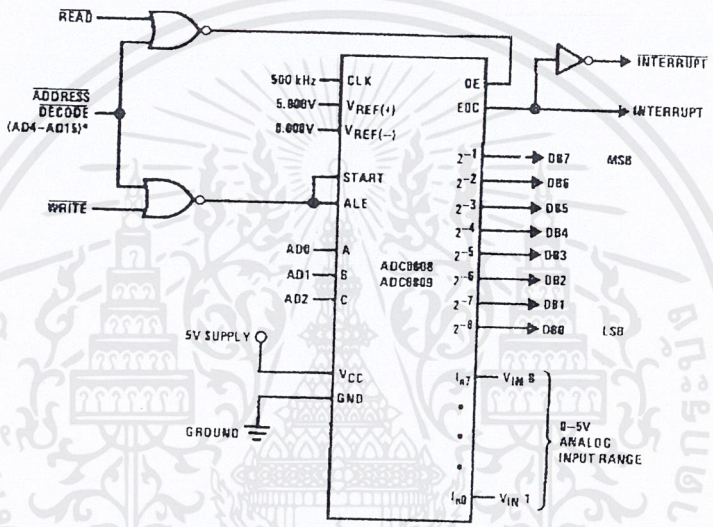 READ
ADDRESS
DECODE
(AD4-AD15)*
WRITE
500 kHz
CLK
5.000V
VREF(+)
0.000V
VREF(-)
START
ALE
AD0
A
AD1
B
AD2
C
5V SUPPLY
VCC
GND
GROUND
ADC0808
ADC0809
OE
EOC
INTERRUPT
INTERRUPT
2-1 DB7 MSB
2-2 DB6
2-3 DB5
2-4 DB4
2-5 DB3
2-6 DB2
2-7 DB1
2-8 DB0 LSB
IN7 VIN 8
0-5V
ANALOG
INPUT RANGE
IN0 VIN 1